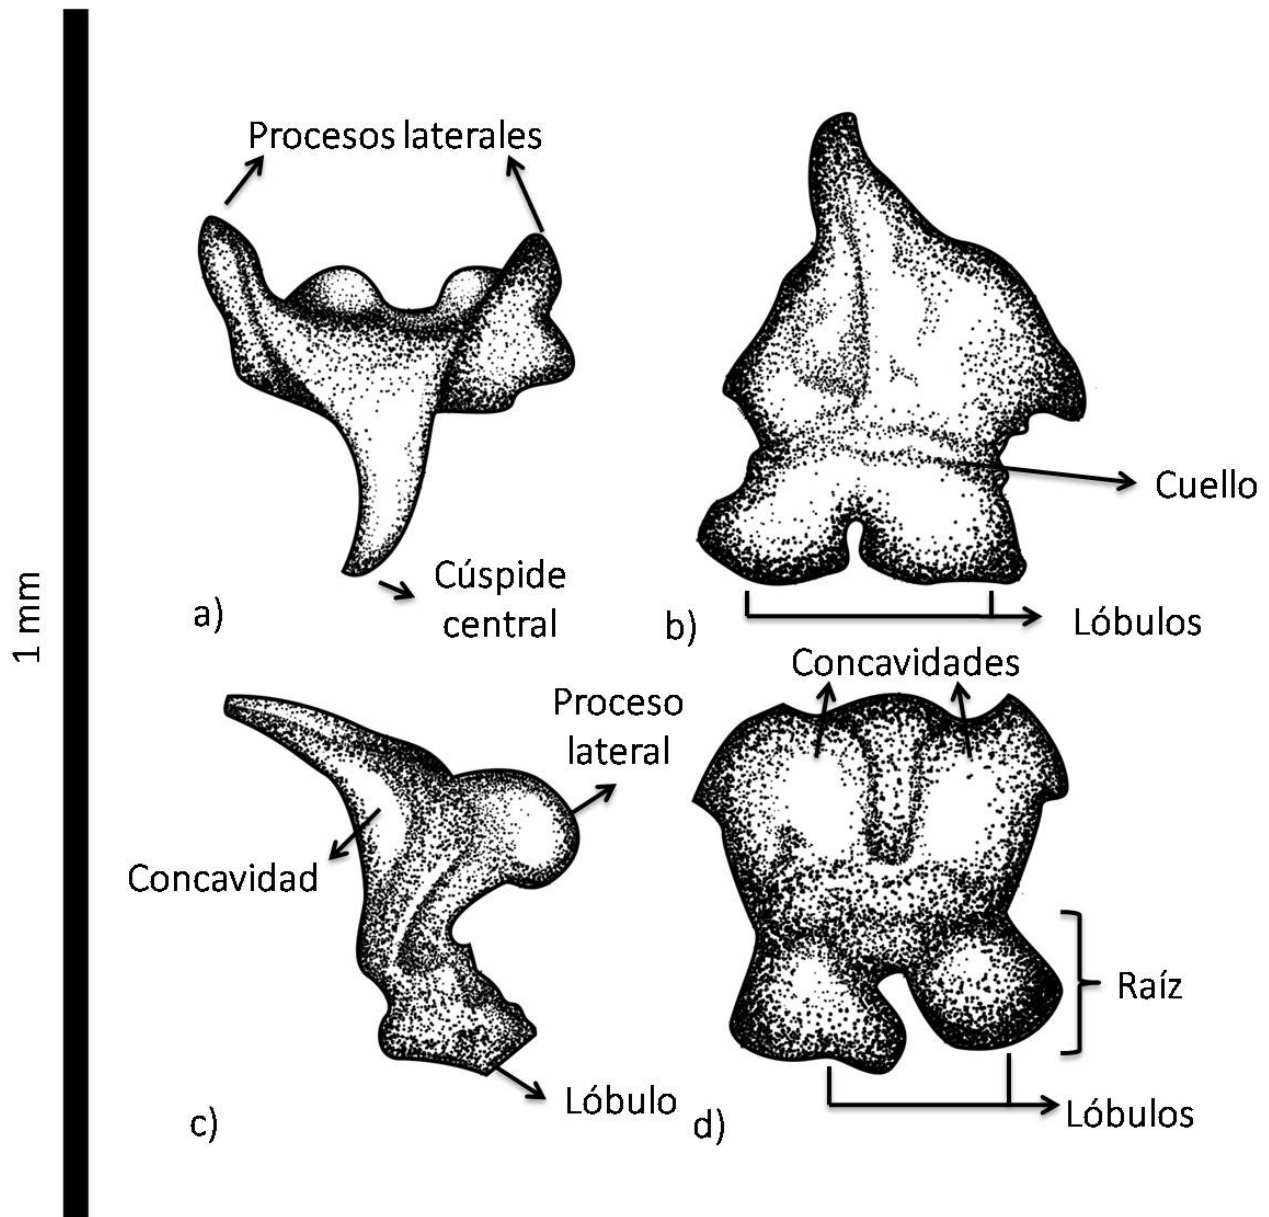 1 mm
Procesos laterales
a)
Cúspide
central
b)
Cuello
Lóbulos
Concavidad
Proceso
lateral
c)
Lóbulo
Concavidades
d)
Raíz
Lóbulos